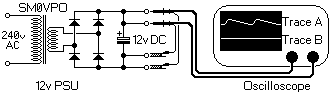 SM0VPO
240v
AC
+
12v DC
Trace A
Trace B
12v PSU
Oscilloscope